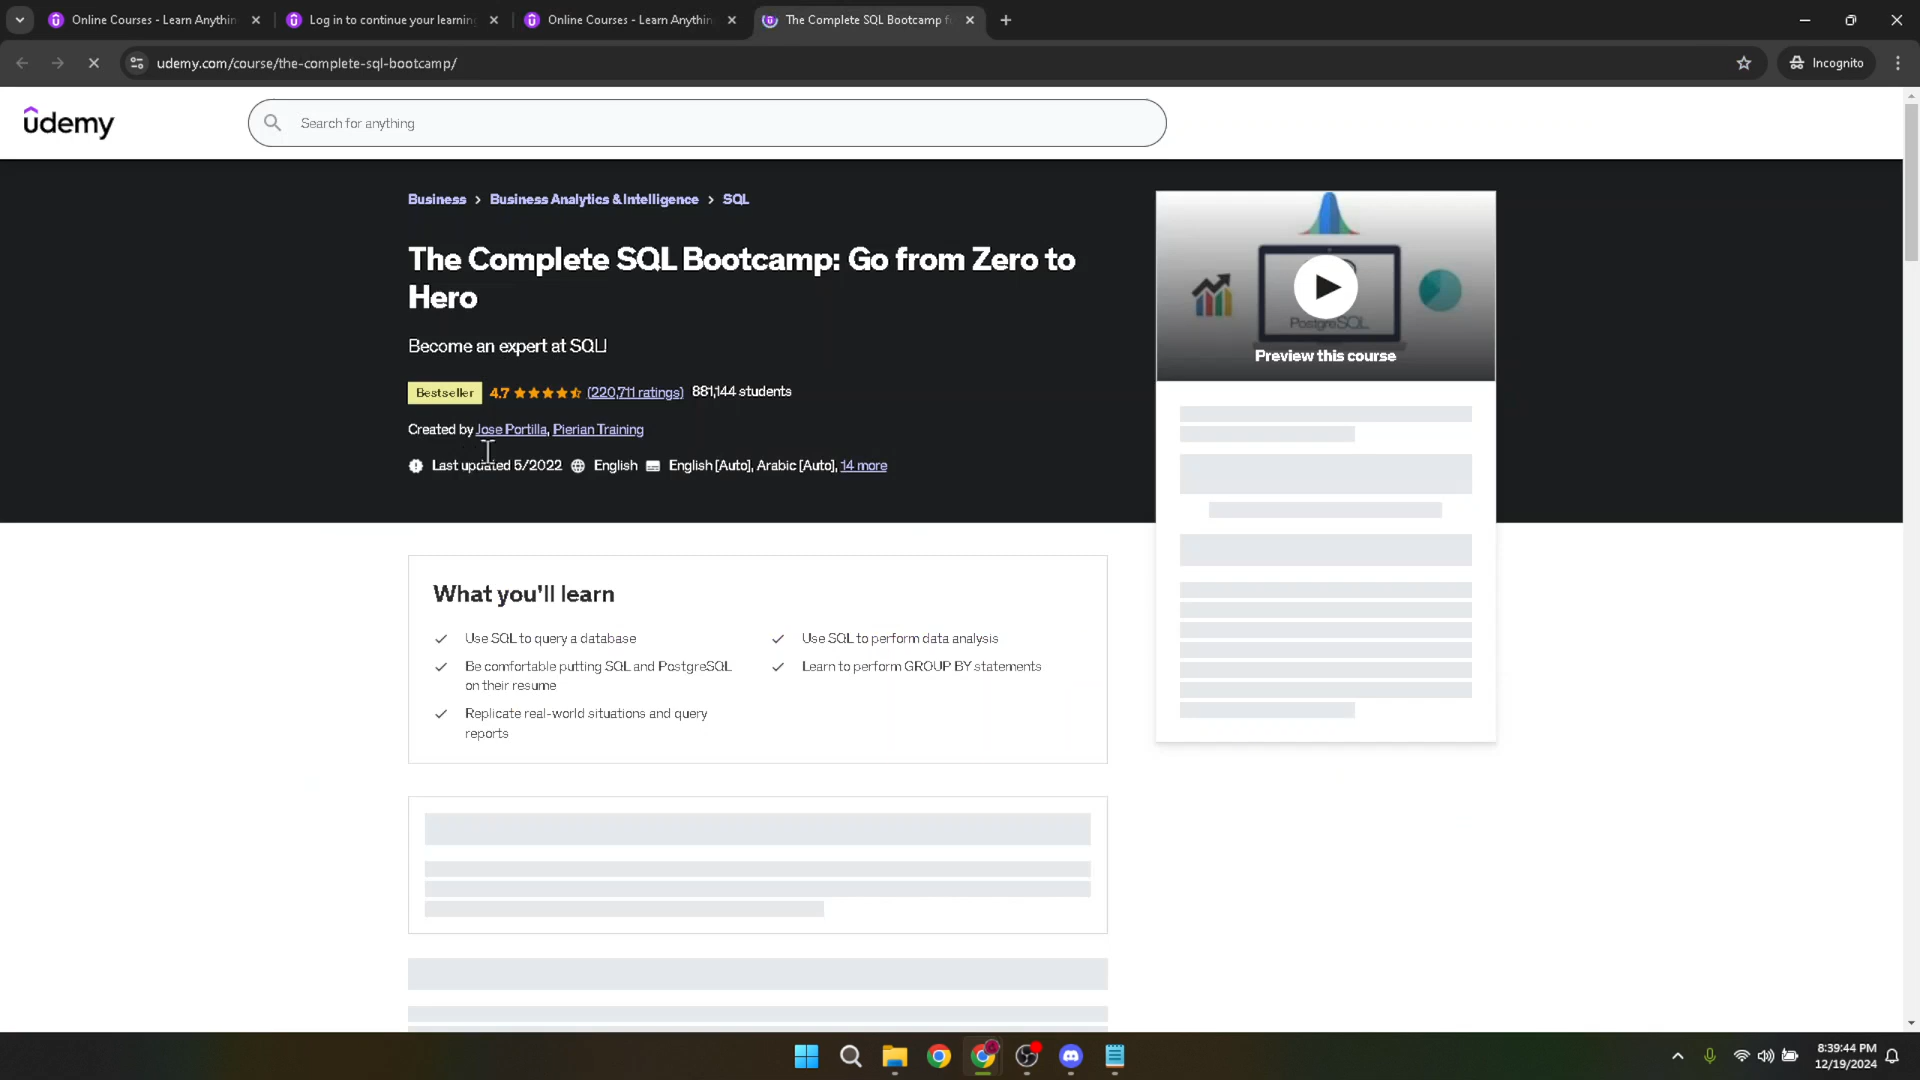 Online Courses - Learn Anythin
Log in to continue your learning
Online Courses - Learn Anythin
The Complete SQL Bootcamp f
udemy.com/course/the-complete-sql-bootcamp/
Incognito
ûdemy
Search for anything
Business > Business Analytics & Intelligence > SQL
The Complete SQL Bootcamp: Go from Zero to
Hero
Become an expert at SQL!
Bestseller 4.7 (220,711 ratings) 881,144 students
Created by Jose Portilla, Pierian Training
Last updated 5/2022 English English [Auto], Arabic [Auto], 14 more
PostgreSQL
Preview this course
What you'll learn
Use SQL to query a database
Use SQL to perform data analysis
Be comfortable putting SQL and PostgreSQL
on their resume
Learn to perform GROUP BY statements
Replicate real-world situations and query
reports
8:39:44 PM
12/19/2024